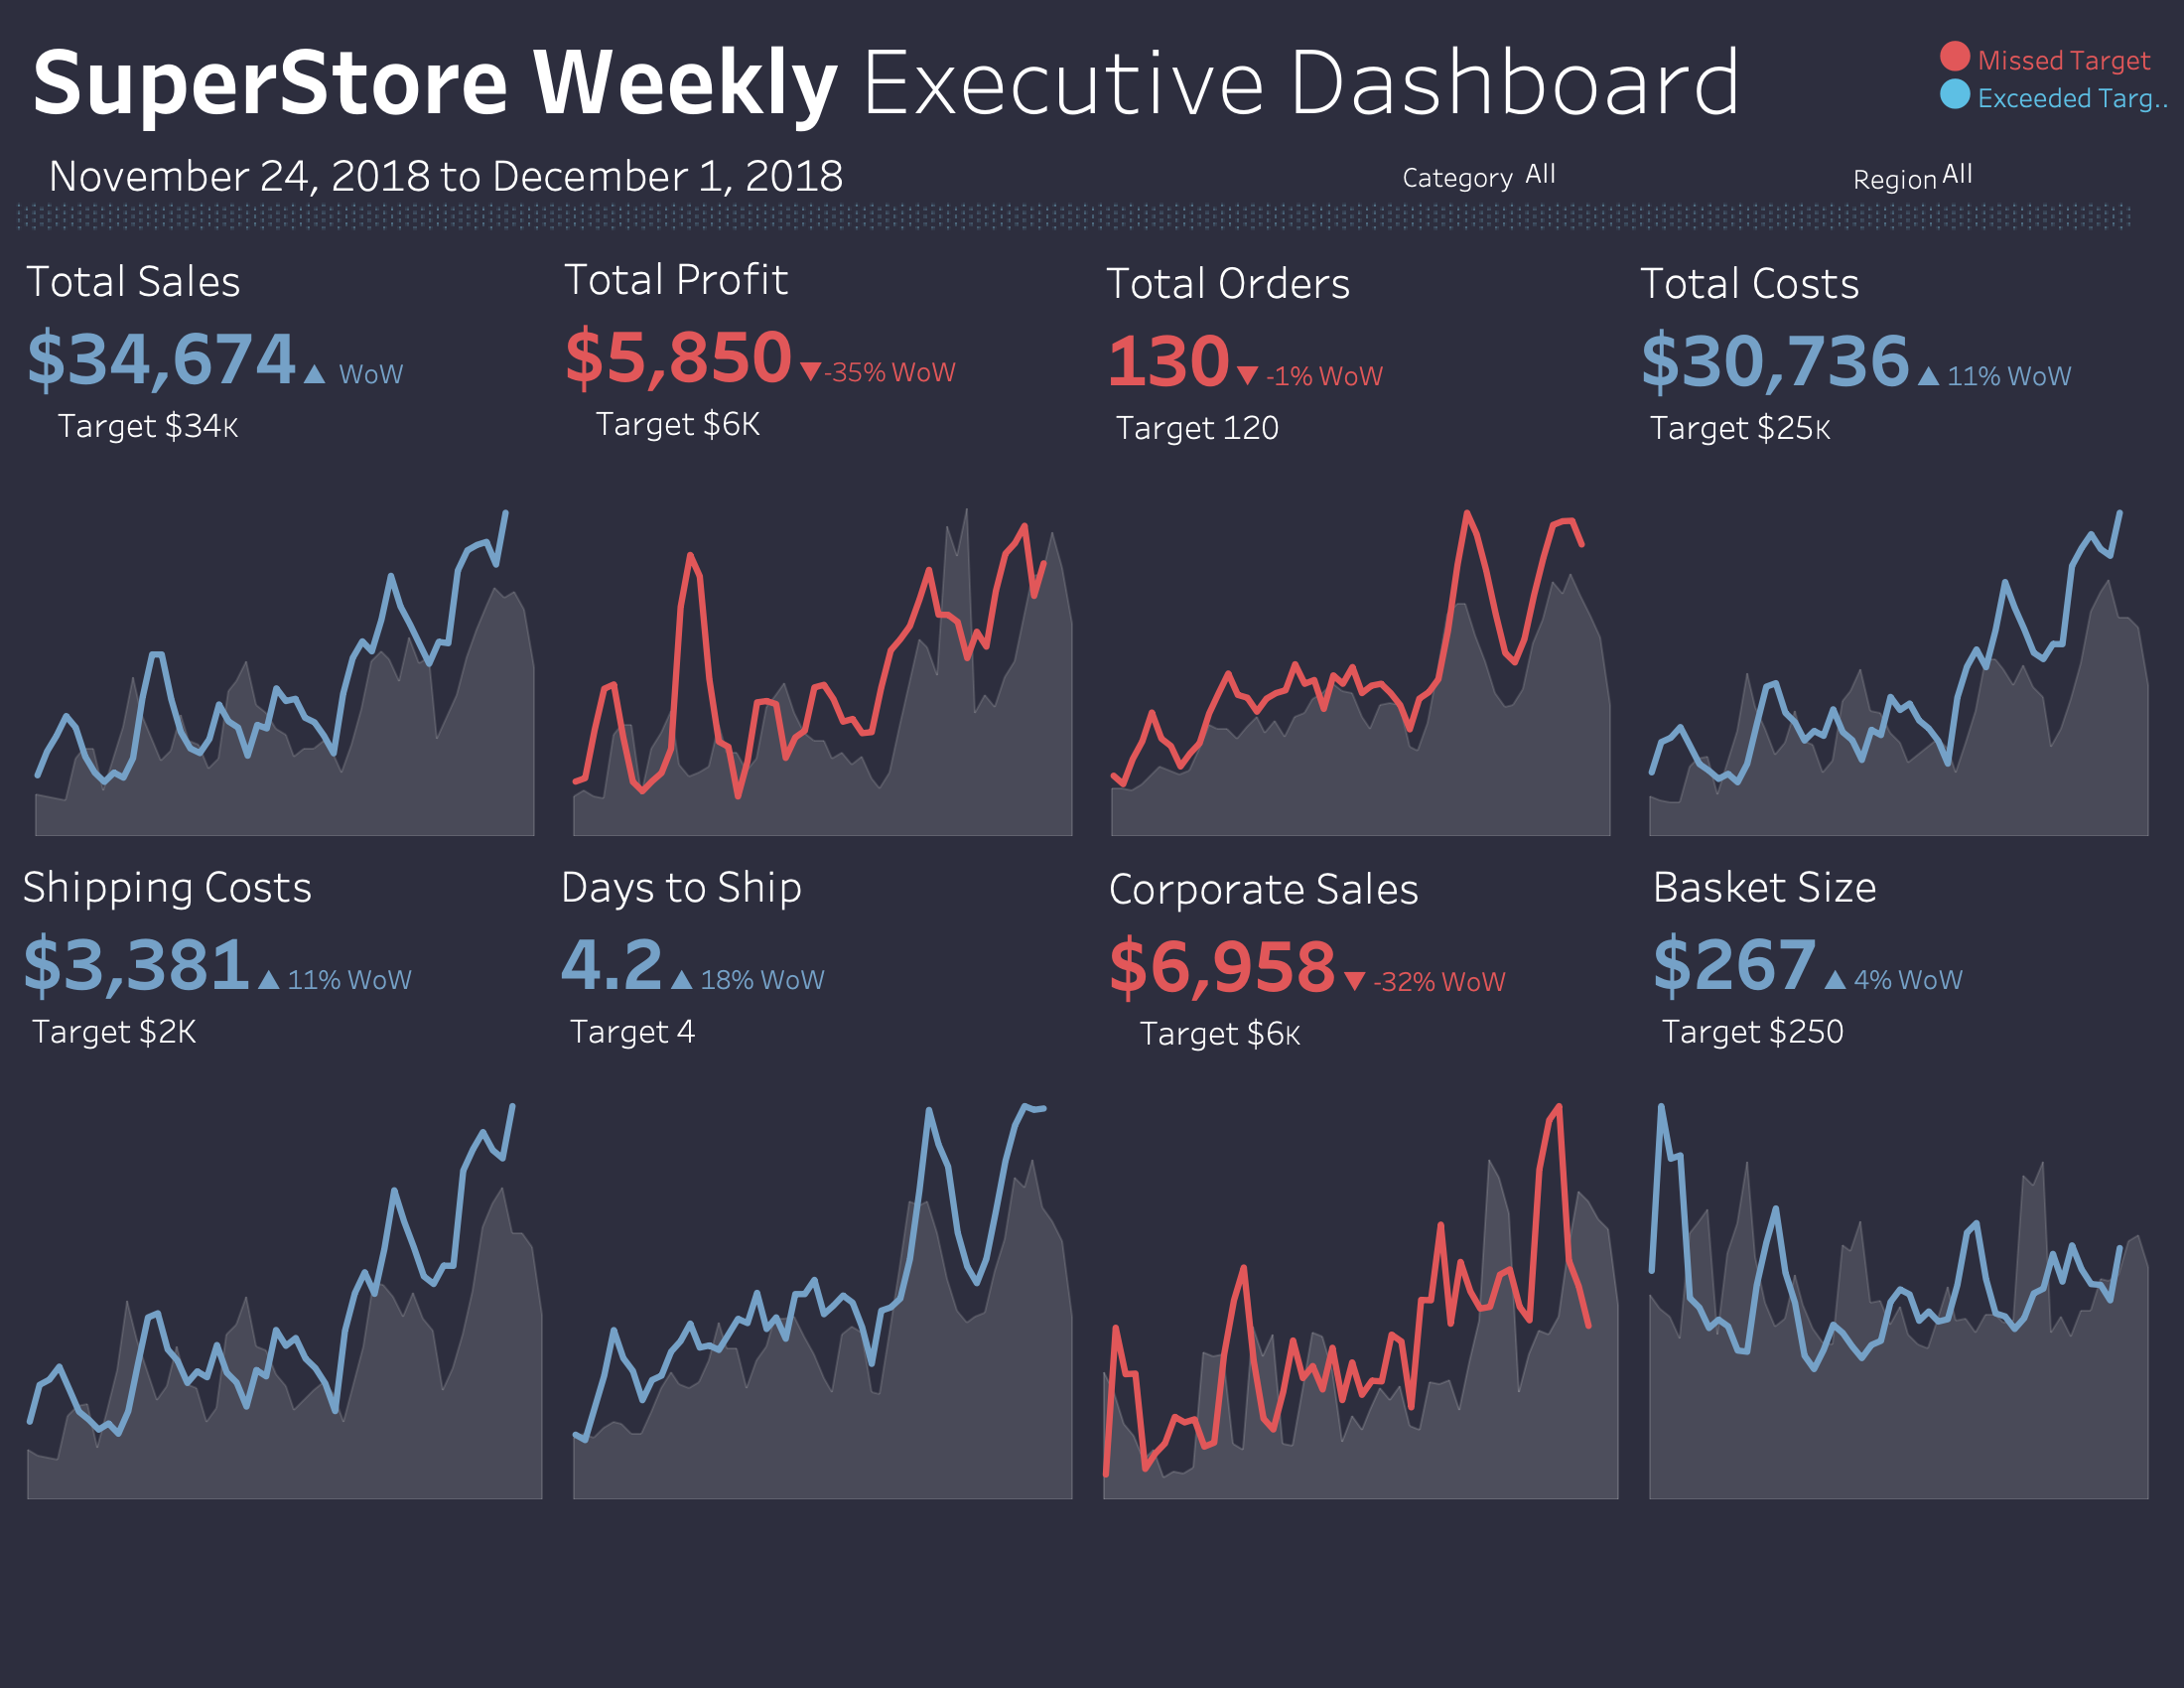 SuperStore Weekly Executive Dashboard
Missed Target
Exceeded Targ..
November 24, 2018 to December 1, 2018
Category All
Region All
Total Sales
$34,674▲ WoW
Target $34K
Total Profit
$5,850▼-35% WoW
Target $6K
Total Orders
130▼ -1% WoW
Target 120
Total Costs
$30,736▲ 11% WoW
Target $25K
Shipping Costs
$3,381▲ 11% WoW
Target $2K
Days to Ship
4.2▲ 18% WoW
Target 4
Corporate Sales
$6,958▼ -32% WoW
Target $6K
Basket Size
$267▲ 4% WoW
Target $250